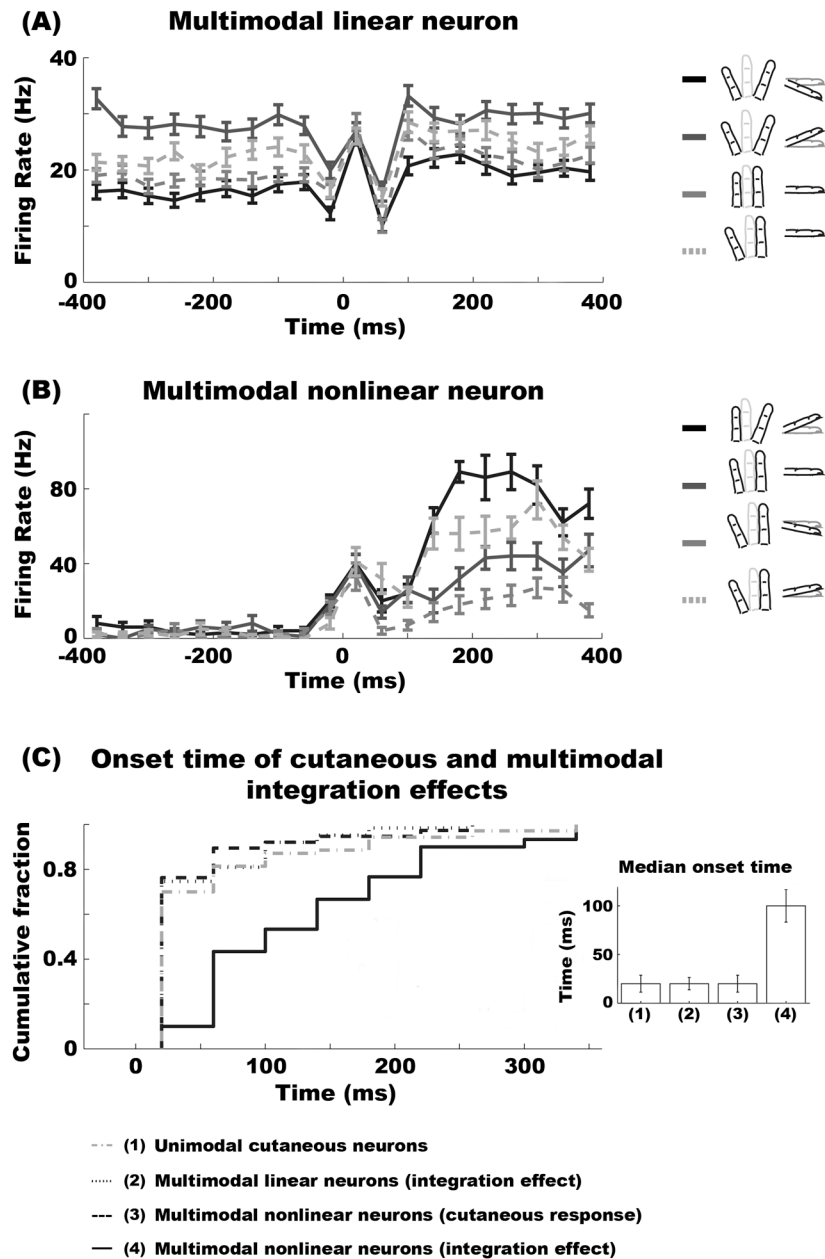 (A) Multimodal linear neuron
40
20
0
Firing Rate (Hz)
-400 -200 0 200 400
Time (ms)
(B) Multimodal nonlinear neuron
80
40
0
Firing Rate (Hz)
-400 -200 0 200 400
Time (ms)
(C) Onset time of cutaneous and multimodal
integration effects
0.8
0.4
0
Cumulative fraction
0 100 200 300
Time (ms)
Median onset time
100
50
0
Time (ms)
(1) (2) (3) (4)
(1) Unimodal cutaneous neurons
(2) Multimodal linear neurons (integration effect)
(3) Multimodal nonlinear neurons (cutaneous response)
(4) Multimodal nonlinear neurons (integration effect)